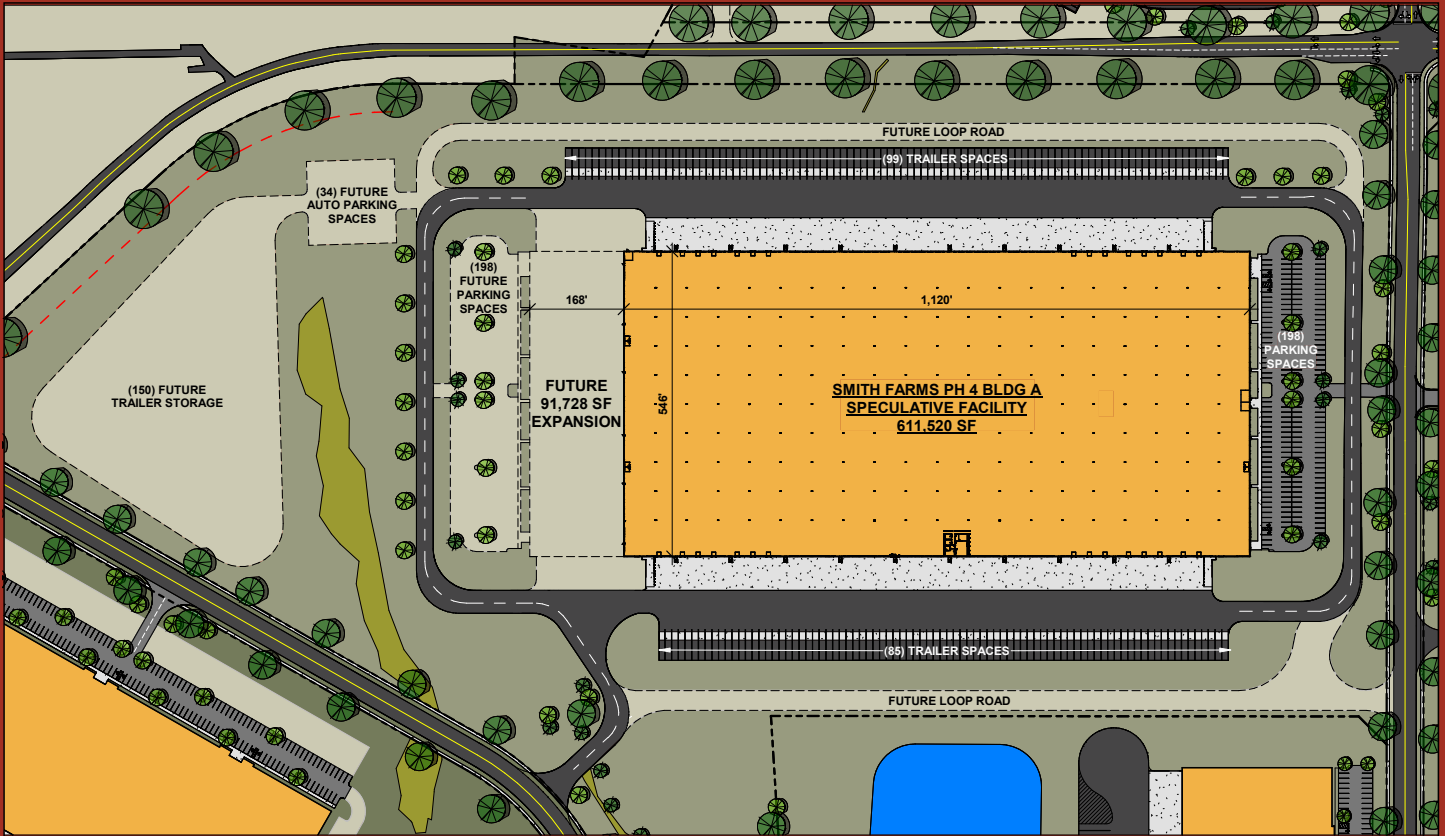 FUTURE LOOP ROAD
(99) TRAILER SPACES
(34) FUTURE
AUTO PARKING
SPACES
(198)
FUTURE
PARKING
SPACES
168'
1,120'
546'
(198)
PARKING
SPACES
(150) FUTURE
TRAILER STORAGE
FUTURE
91,728 SF
EXPANSION
SMITH FARMS PH 4 BLDG A
SPECULATIVE FACILITY
611,520 SF
(85) TRAILER SPACES
FUTURE LOOP ROAD